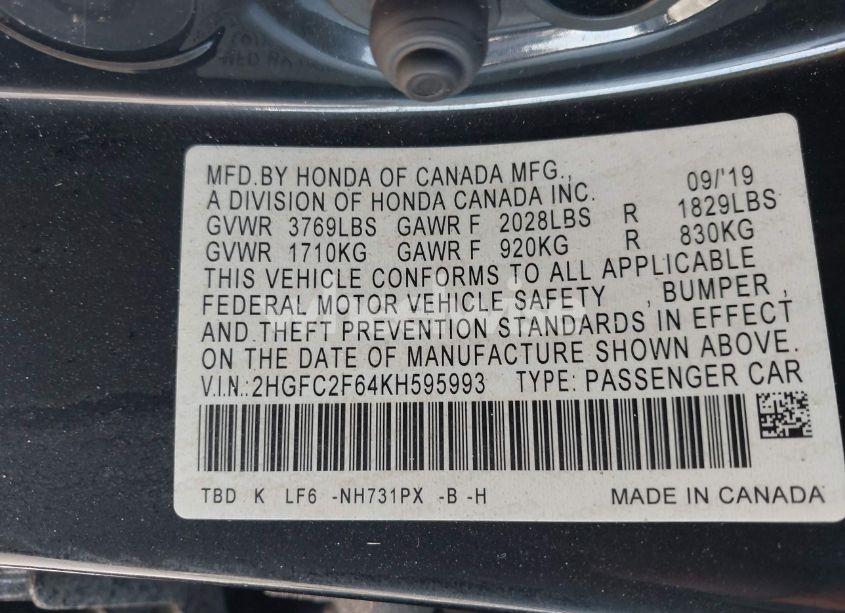 MFD.BY HONDA OF CANADA MFG.,
A DIVISION OF HONDA CANADA INC. 09/'19
GVWR 3769LBS GAWR F 2028LBS R 1829LBS
GVWR 1710KG GAWR F 920KG R 830KG
THIS VEHICLE CONFORMS TO ALL APPLICABLE
FEDERAL MOTOR VEHICLE SAFETY , BUMPER ,
AND THEFT PREVENTION STANDARDS IN EFFECT
ON THE DATE OF MANUFACTURE SHOWN ABOVE.
V.I.N.:2HGFC2F64KH595993 TYPE: PASSENGER CAR
TBD K LF6 -NH731PX -B -H MADE IN CANADA